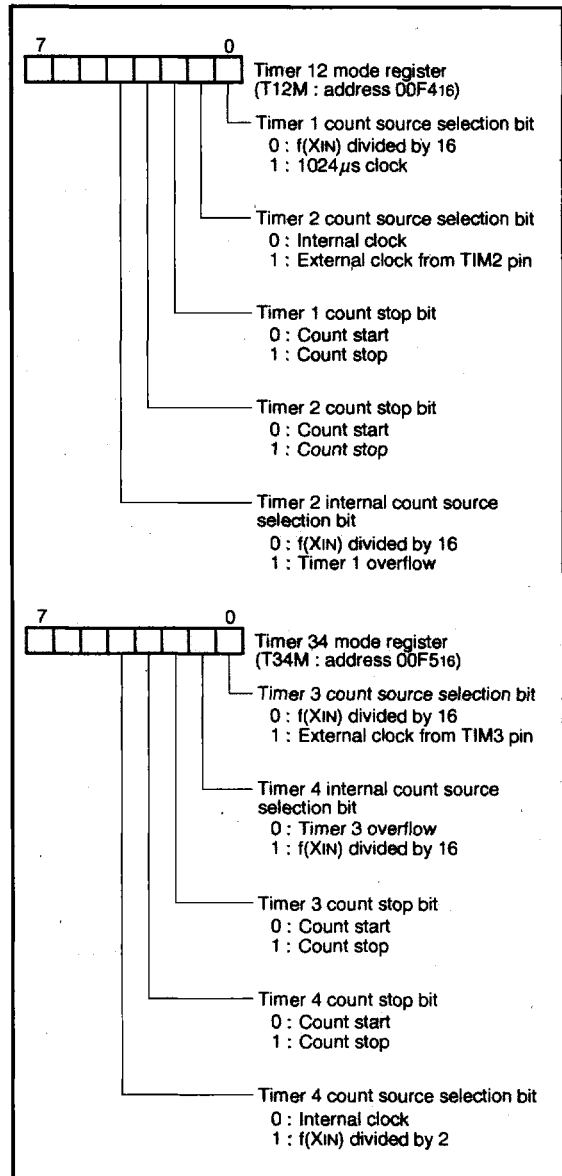 7 0
Timer 12 mode register
(T12M : address 00F416)
Timer 1 count source selection bit
0 : f(XIN) divided by 16
1 : 1024μs clock
Timer 2 count source selection bit
0 : Internal clock
1 : External clock from TIM2 pin
Timer 1 count stop bit
0 : Count start
1 : Count stop
Timer 2 count stop bit
0 : Count start
1 : Count stop
Timer 2 internal count source
selection bit
0 : f(XIN) divided by 16
1 : Timer 1 overflow
7 0
Timer 34 mode register
(T34M : address 00F516)
Timer 3 count source selection bit
0 : f(XIN) divided by 16
1 : External clock from TIM3 pin
Timer 4 internal count source
selection bit
0 : Timer 3 overflow
1 : f(XIN) divided by 16
Timer 3 count stop bit
0 : Count start
1 : Count stop
Timer 4 count stop bit
0 : Count start
1 : Count stop
Timer 4 count source selection bit
0 : Internal clock
1 : f(XIN) divided by 2